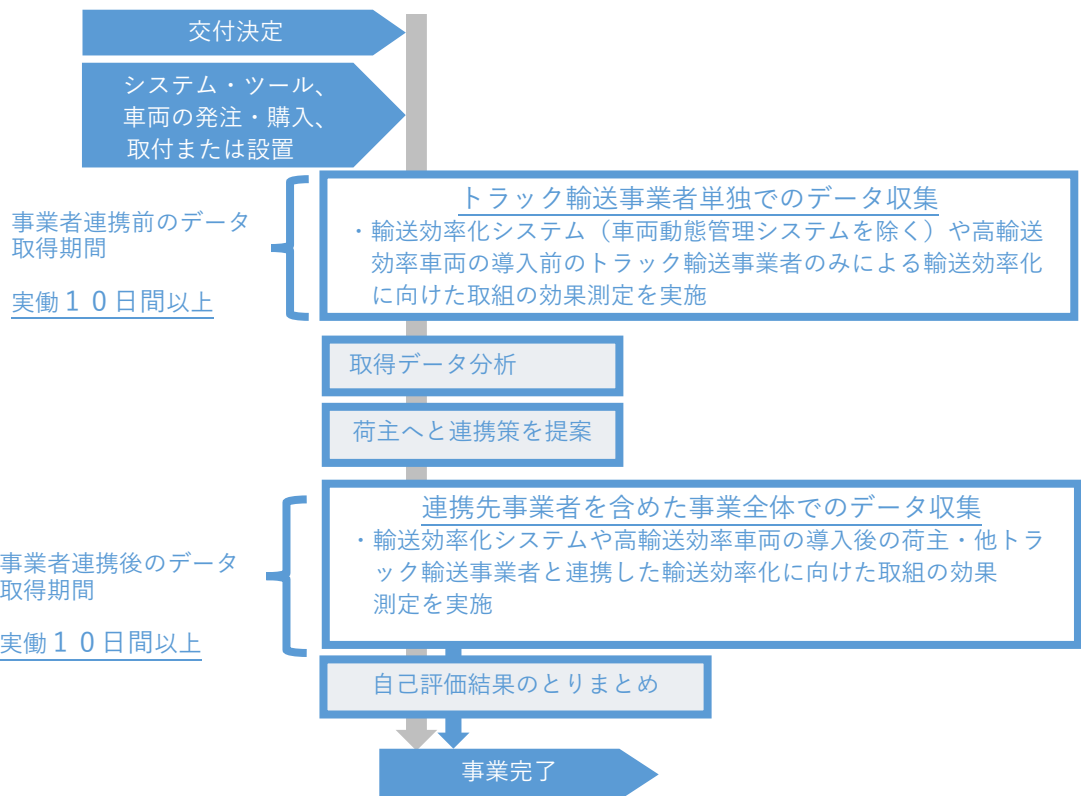 交付決定
システム・ツール、
車両の発注・購入、
取付または設置
事業者連携前のデータ
取得期間
実働１０日間以上
トラック輸送事業者単独でのデータ収集
・輸送効率化システム（車両動態管理システムを除く）や高輸送
効率車両の導入前のトラック輸送事業者のみによる輸送効率化
に向けた取組の効果測定を実施
取得データ分析
荷主へと連携策を提案
事業者連携後のデータ
取得期間
実働１０日間以上
連携先事業者を含めた事業全体でのデータ収集
・輸送効率化システムや高輸送効率車両の導入後の荷主・他トラ
ック輸送事業者と連携した輸送効率化に向けた取組の効果
測定を実施
自己評価結果のとりまとめ
事業完了